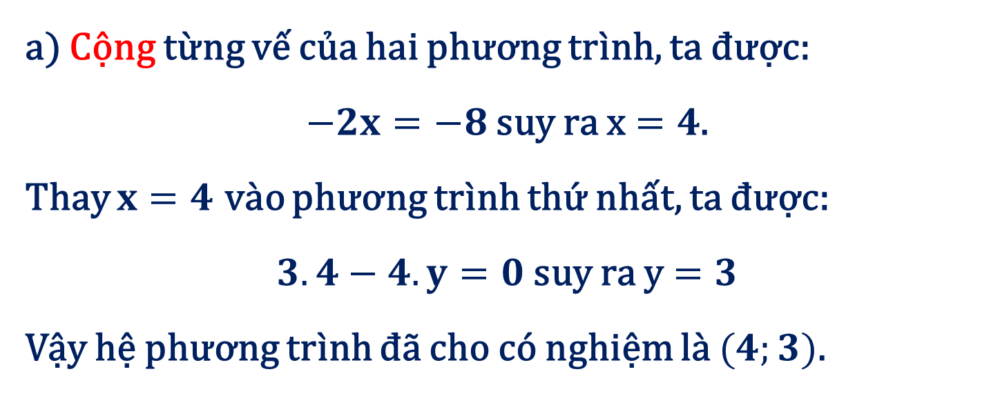 a) Cộng từng vế của hai phương trình, ta được:
−2x = −8 suy ra x = 4.
Thay x = 4 vào phương trình thứ nhất, ta được:
3. 4 − 4. y = 0 suy ra y = 3
Vậy hệ phương trình đã cho có nghiệm là (4; 3).